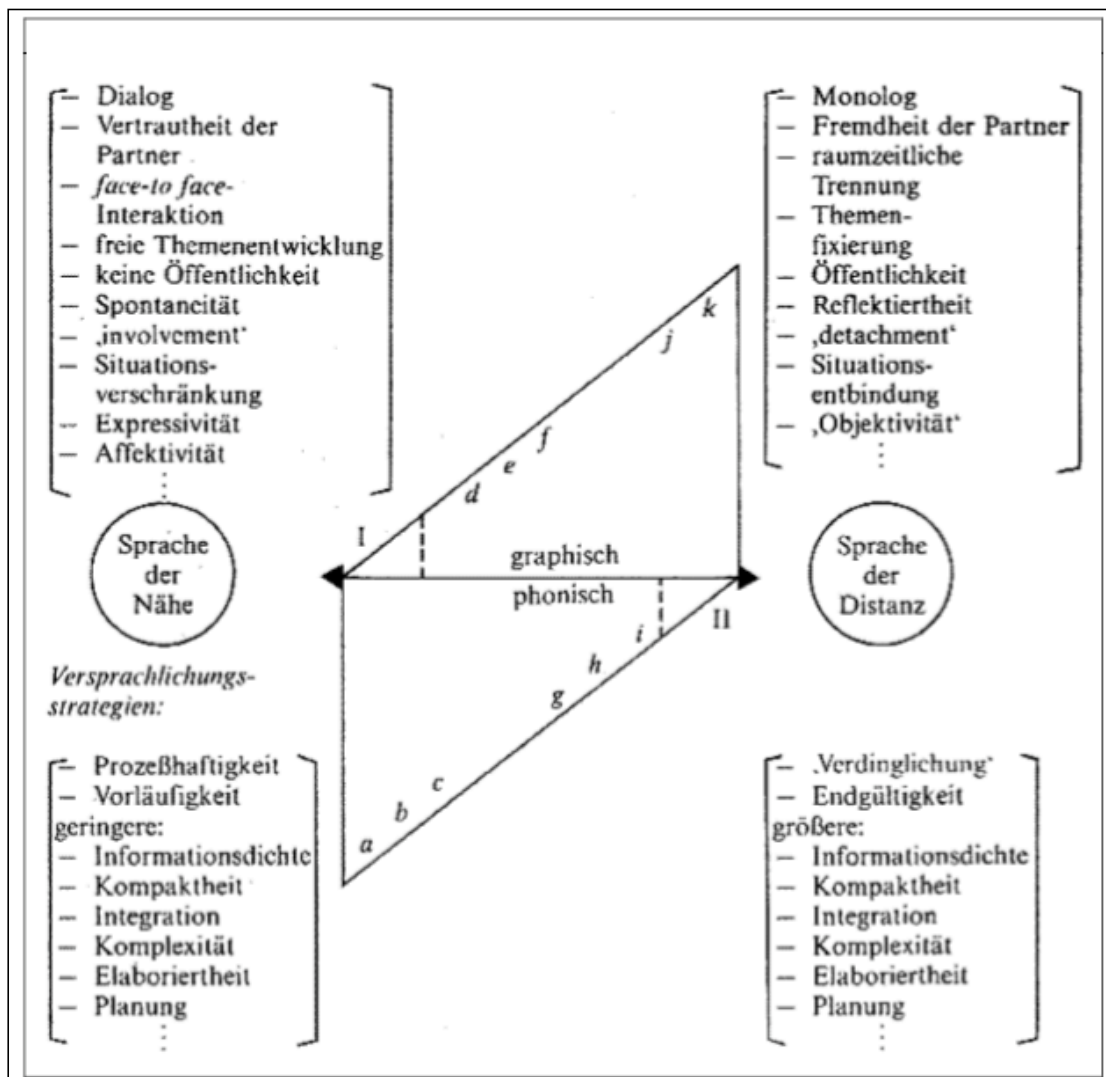 – Dialog
– Vertrautheit der
Partner
– face-to face-
Interaktion
– freie Themenentwicklung
– keine Öffentlichkeit
– Spontaneität
– ‚involvement‘
– Situations-
verschränkung
– Expressivität
– Affektivität
⋮
– Monolog
– Fremdheit der Partner
– raumzeitliche
Trennung
– Themen-
fixierung
– Öffentlichkeit
– Reflektiertheit
– ‚detachment‘
– Situations-
entbindung
– ‚Objektivität‘
⋮
k
j
f
e
d
I
Sprache
der
Nähe
graphisch
phonisch
Sprache
der
Distanz
II
i
h
g
c
b
a
Versprachlichungs-
strategien:
– Prozeßhaftigkeit
– Vorläufigkeit
geringere:
– Informationsdichte
– Kompaktheit
– Integration
– Komplexität
– Elaboriertheit
– Planung
⋮
– ‚Verdinglichung‘
– Endgültigkeit
größere:
– Informationsdichte
– Kompaktheit
– Integration
– Komplexität
– Elaboriertheit
– Planung
⋮